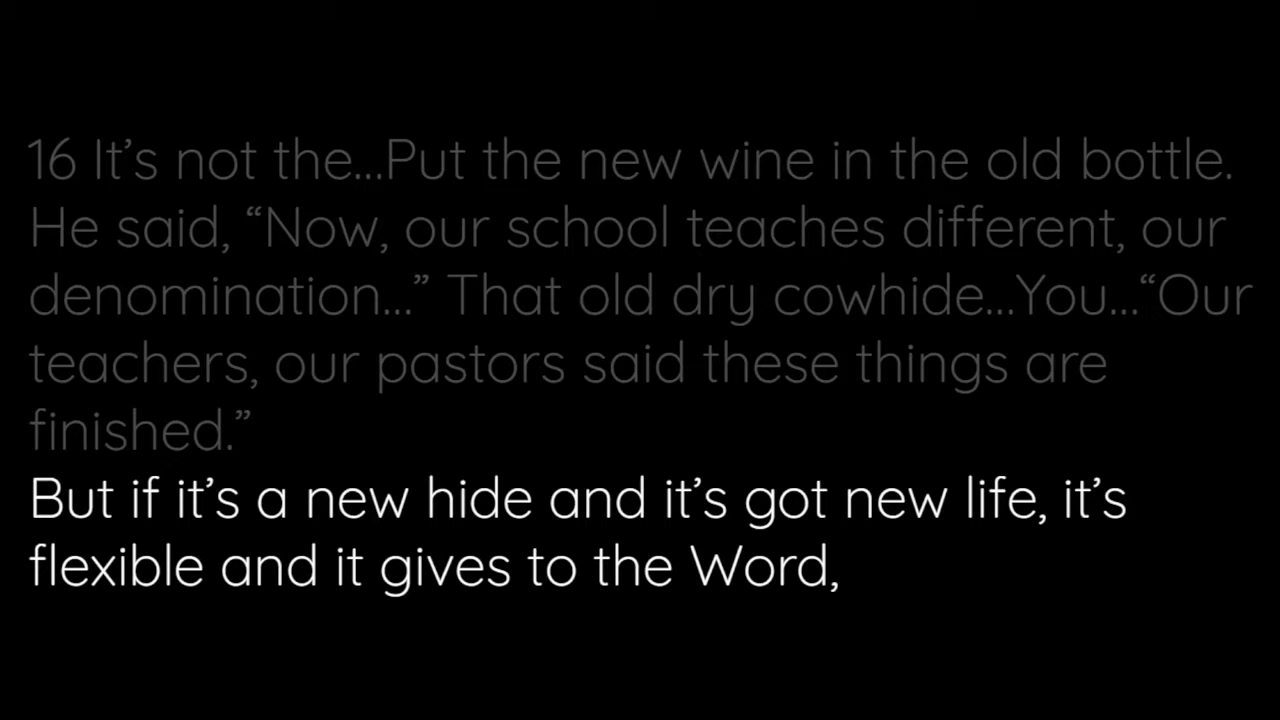 16 It’s not the...Put the new wine in the old bottle.
He said, “Now, our school teaches different, our
denomination...” That old dry cowhide...You...“Our
teachers, our pastors said these things are
finished.”
But if it’s a new hide and it’s got new life, it’s
flexible and it gives to the Word,